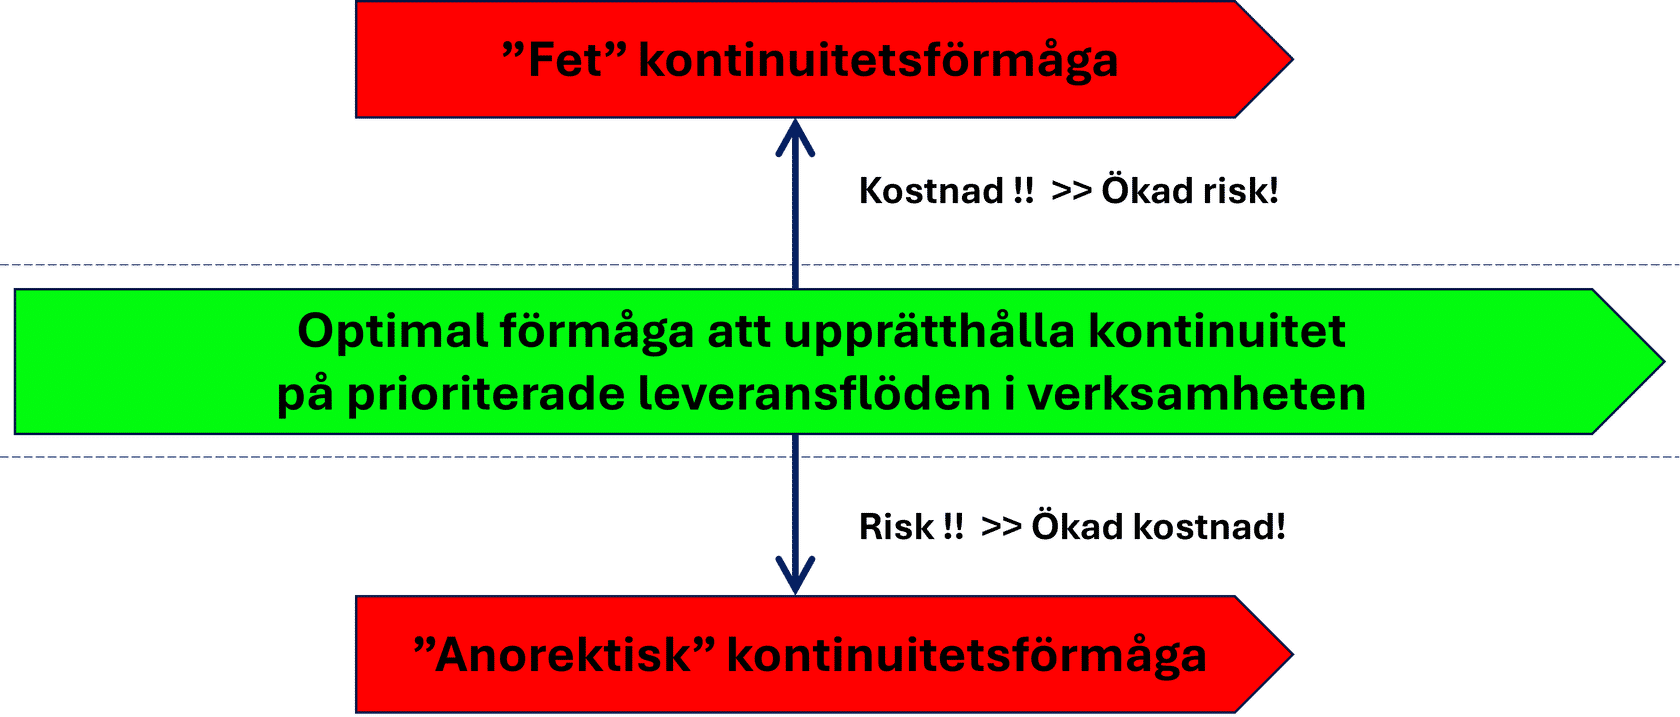 ”Fet” kontinuitetsförmåga
Kostnad !!  >> Ökad risk!
Optimal förmåga att upprätthålla kontinuitet
på prioriterade leveransflöden i verksamheten
Risk !!  >> Ökad kostnad!
”Anorektisk” kontinuitetsförmåga